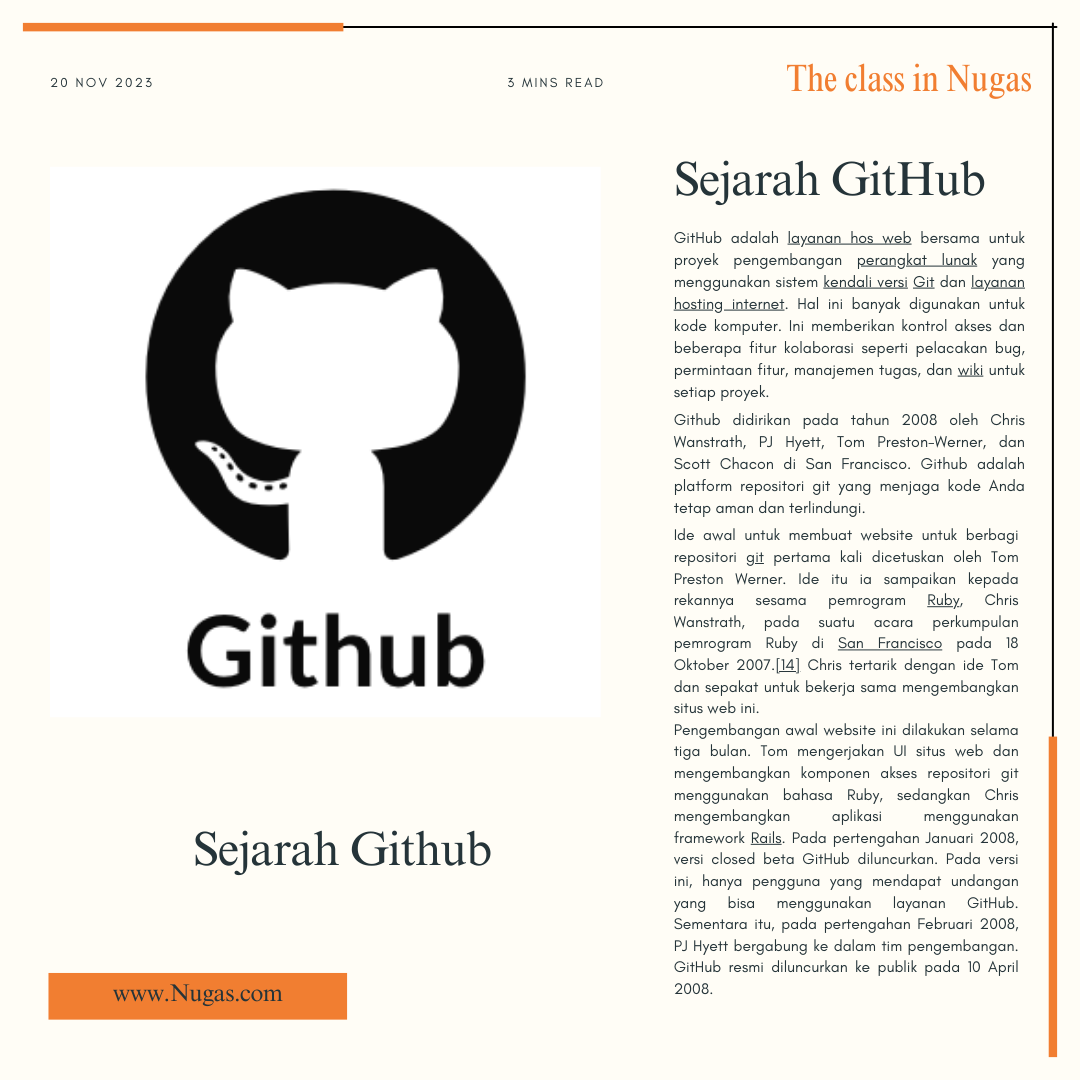 20 NOV 2023
3 MINS READ
The class in Nugas
Github
Sejarah Github
www.Nugas.com
Sejarah GitHub
GitHub adalah layanan hos web bersama untuk
proyek pengembangan perangkat lunak yang
menggunakan sistem kendali versi Git dan layanan
hosting internet. Hal ini banyak digunakan untuk
kode komputer. Ini memberikan kontrol akses dan
beberapa fitur kolaborasi seperti pelacakan bug,
permintaan fitur, manajemen tugas, dan wiki untuk
setiap proyek.
Github didirikan pada tahun 2008 oleh Chris
Wanstrath, PJ Hyett, Tom Preston-Werner, dan
Scott Chacon di San Francisco. Github adalah
platform repositori git yang menjaga kode Anda
tetap aman dan terlindungi.
Ide awal untuk membuat website untuk berbagi
repositori git pertama kali dicetuskan oleh Tom
Preston Werner. Ide itu ia sampaikan kepada
rekannya sesama pemrogram Ruby, Chris
Wanstrath, pada suatu acara perkumpulan
pemrogram Ruby di San Francisco pada 18
Oktober 2007.[14] Chris tertarik dengan ide Tom
dan sepakat untuk bekerja sama mengembangkan
situs web ini.
Pengembangan awal website ini dilakukan selama
tiga bulan. Tom mengerjakan UI situs web dan
mengembangkan komponen akses repositori git
menggunakan bahasa Ruby, sedangkan Chris
mengembangkan aplikasi menggunakan
framework Rails. Pada pertengahan Januari 2008,
versi closed beta GitHub diluncurkan. Pada versi
ini, hanya pengguna yang mendapat undangan
yang bisa menggunakan layanan GitHub.
Sementara itu, pada pertengahan Februari 2008,
PJ Hyett bergabung ke dalam tim pengembangan.
GitHub resmi diluncurkan ke publik pada 10 April
2008.